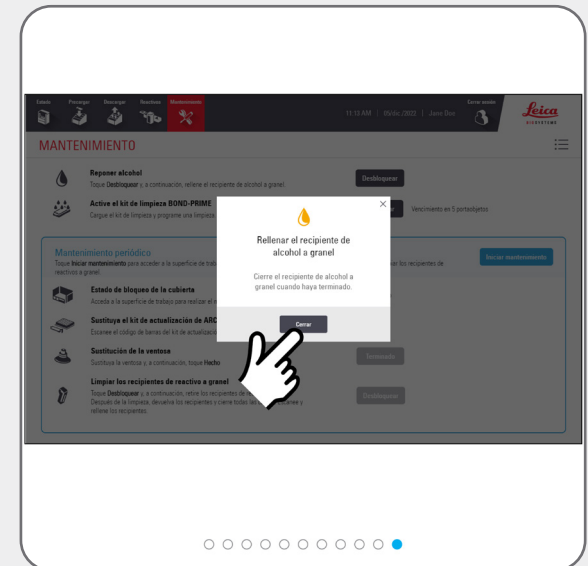 Estado Precargar Descargar Reactivos Mantenimiento
11:13 AM
Cerrar sesión
Leica
BIOSYSTEMS
MANTENIMIENTO
Reponer alcohol
Toque Desbloquear y, a continuación, rellene el recipiente de alcohol a granel.
Desbloquear
Active el kit de limpieza BOND-PRIME
Cargue el kit de limpieza y programe una limpieza.
Vencimiento en 5 portaobjetos
Rellenar el recipiente de
alcohol a granel
Cierre el recipiente de alcohol a
granel cuando haya terminado.
Cerrar
Mantenimiento periódico
Toque Iniciar mantenimiento para acceder a la superficie de
los recipientes de
reactivos a granel.
Iniciar mantenimiento
Estado de bloques de la cubierta
Acceda a la superficie de trabajo para realizar el
Sustituya el kit de actualización de ARC
Escanee el código de barras del kit de
Sustitución de la ventosa
Sustituya la ventosa y, a continuación, toque Hecho
Terminado
Limpiar los recipientes de reactivo a granel
Toque Desbloquear y, a continuación, retire los recipientes de
Después de la limpieza, devuelva los recipientes y cierre todas
y
rellene los recipientes.
Desbloquear